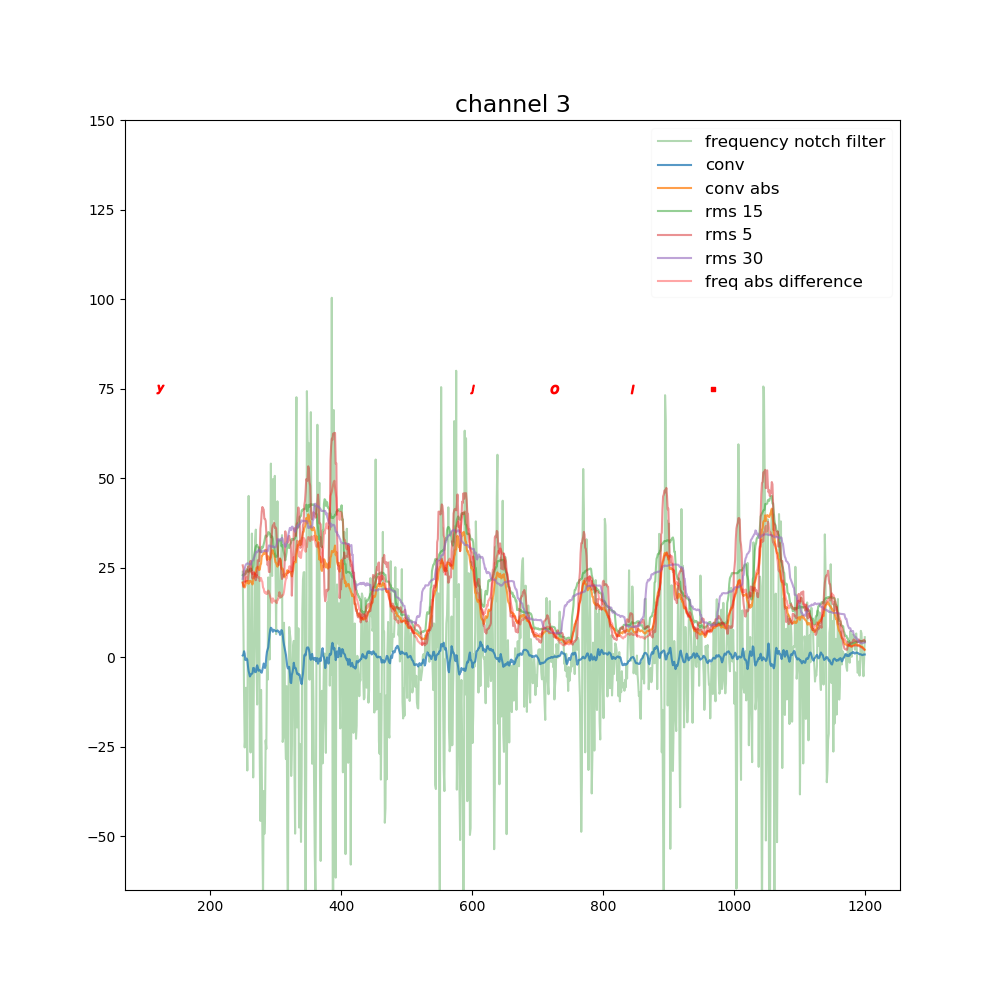 channel 3
150
125
100
75
50
25
0
−25
−50
200 400 600 800 1000 1200
frequency notch filter
conv
conv abs
rms 15
rms 5
rms 30
freq abs difference
y J O I .